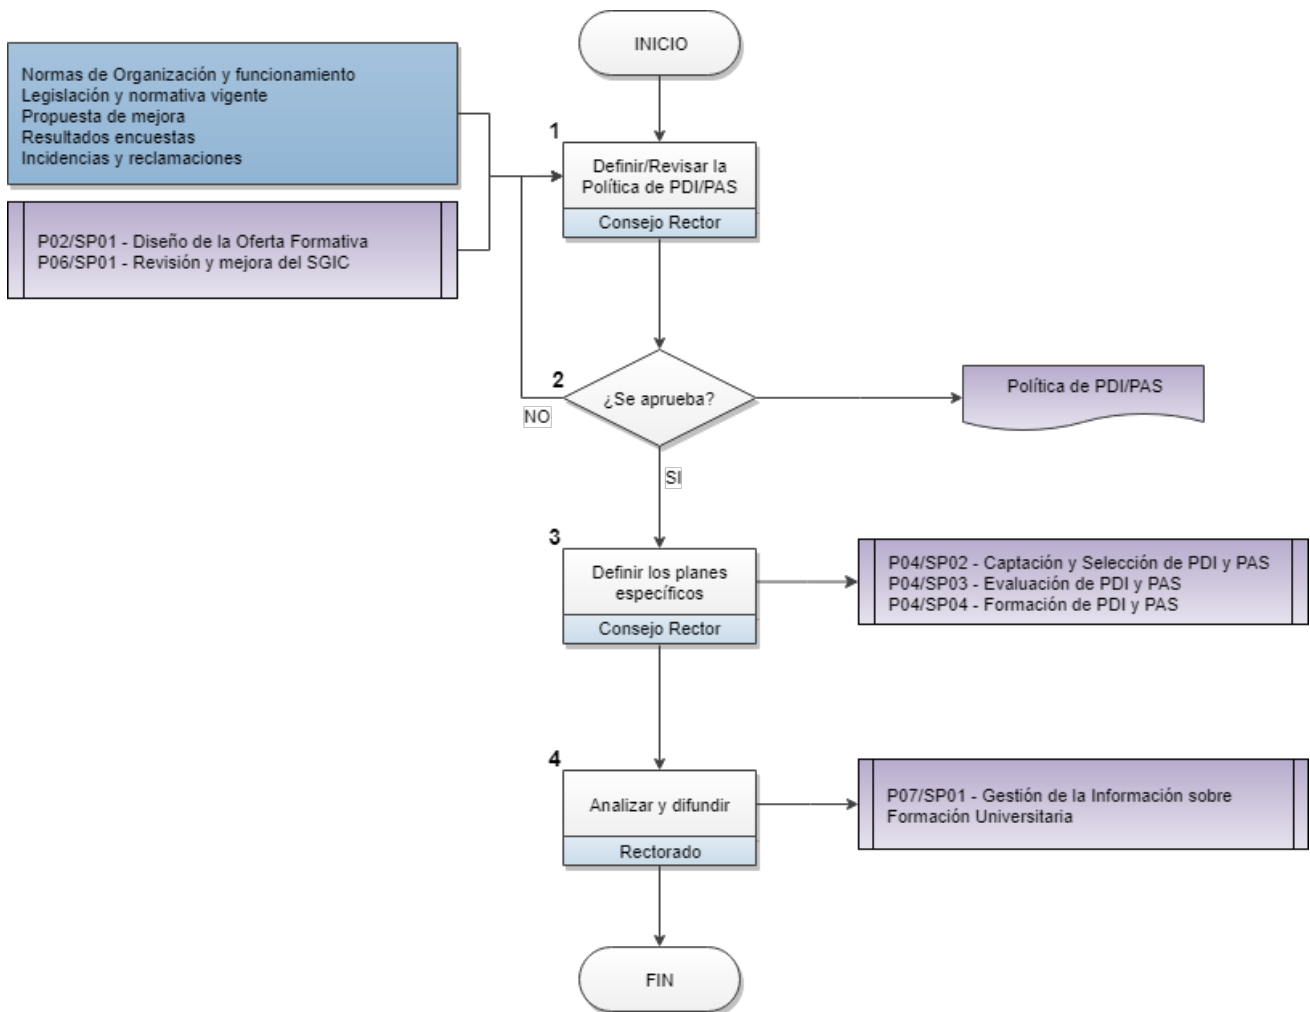 INICIO
Normas de Organización y funcionamiento
Legislación y normativa vigente
Propuesta de mejora
Resultados encuestas
Incidencias y reclamaciones
1
Definir/Revisar la
Política de PDI/PAS
Consejo Rector
P02/SP01 - Diseño de la Oferta Formativa
P06/SP01 - Revisión y mejora del SGIC
2
¿Se aprueba?
NO
Política de PDI/PAS
SI
3
Definir los planes
específicos
Consejo Rector
P04/SP02 - Captación y Selección de PDI y PAS
P04/SP03 - Evaluación de PDI y PAS
P04/SP04 - Formación de PDI y PAS
4
Analizar y difundir
Rectorado
P07/SP01 - Gestión de la Información sobre
Formación Universitaria
FIN